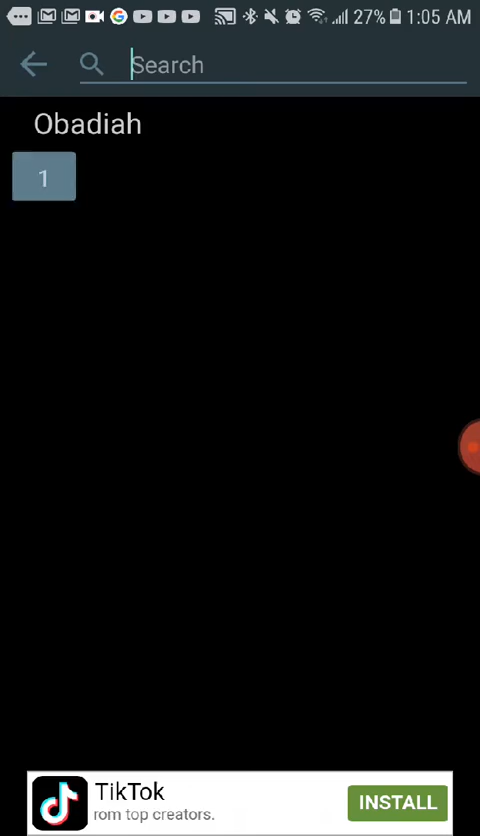 27% 1:05 AM
Search
Obadiah
1
TikTok
rom top creators.
INSTALL